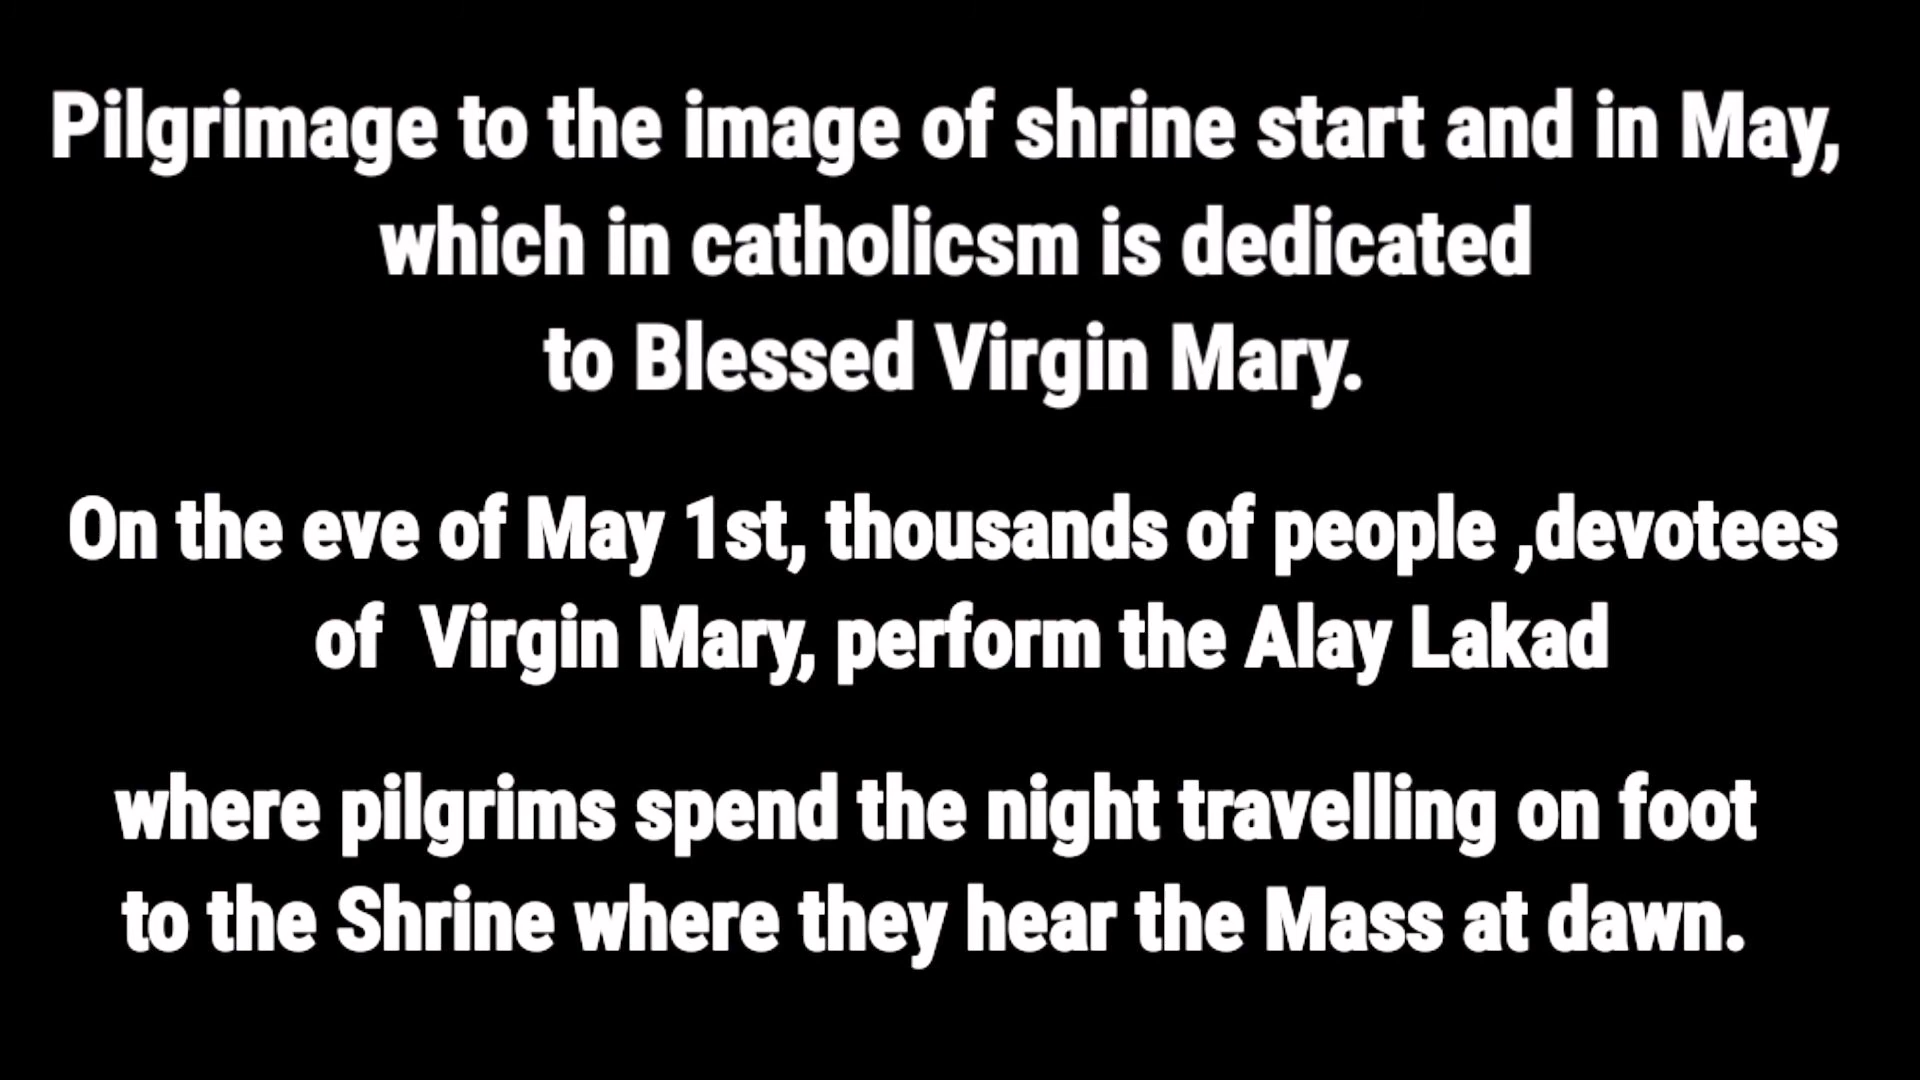 Pilgrimage to the image of shrine start and in May,
which in catholicsm is dedicated
to Blessed Virgin Mary.
On the eve of May 1st, thousands of people ,devotees
of  Virgin Mary, perform the Alay Lakad
where pilgrims spend the night travelling on foot
to the Shrine where they hear the Mass at dawn.